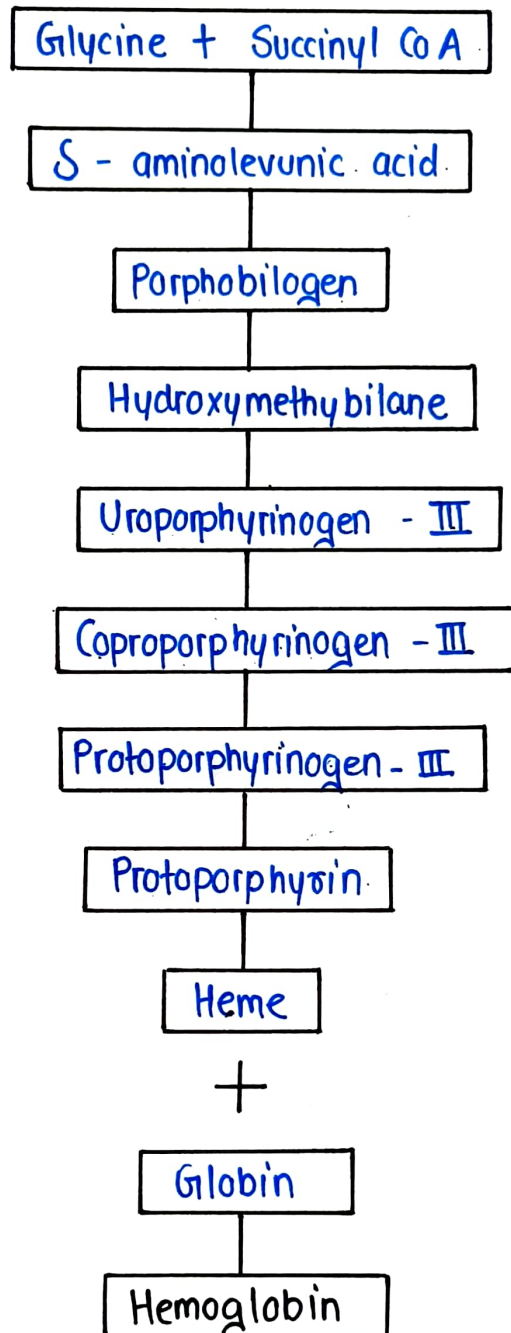 Glycine + Succinyl CoA
δ - aminolevunic acid
Porphobilogen
Hydroxymethybilane
Uroporphyrinogen - III
Coproporphyrinogen - III
Protoporphyrinogen - III
Protoporphyrin
Heme
+
Globin
Hemoglobin